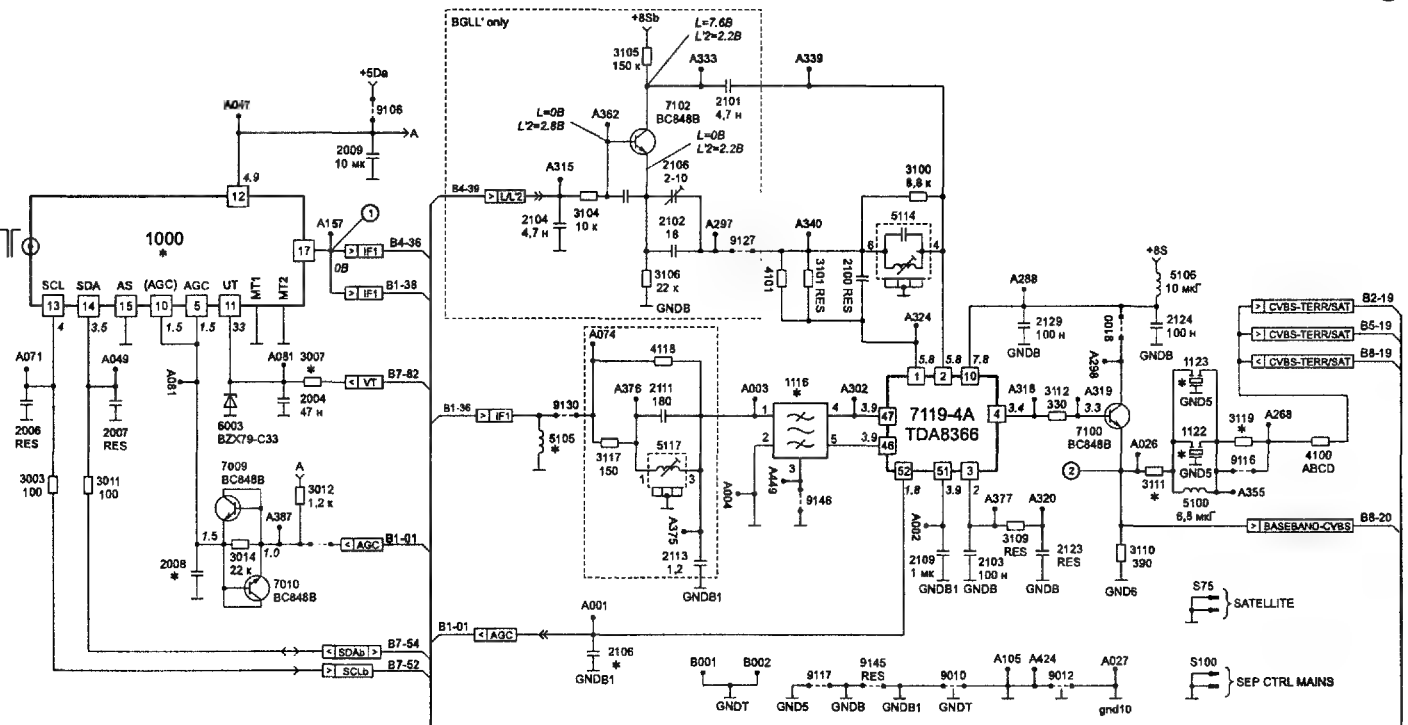 BGLL' only
+8Sb
L=7.6В
L'2=2.2В
3105
150 к
A333
A339
+5Da
9106
A047
A
2009
10 мк
4.9
12
L=0В
L'2=2.8В
A362
7102
BC848B
2101
4,7 н
L=0В
L'2=2.2В
2106
2-10
A315
B4-39
> L/L'2
2104
4,7 н
3104
10 к
2102
18
A297
9127
A340
3100
8,8 к
5114
6
4
3106
22 к
GNDB
4101
3101 RES
2100 RES
A324
1000
*
17
A157
1
0В
> IF1
B4-36
> IF1
B1-38
SCL
SDA
AS
(AGC)
AGC
UT
MT1
MT2
13
14
15
10
5
11
4
3.5
1.5
1.5
33
A071
A049
A081
A081
3007
*
< VT
B7-82
2006
RES
2007
RES
6003
BZX79-C33
2004
47 н
3003
100
3011
100
7009
BC848B
A
3012
1,2 к
A387
1.5
1.0
< AGC
B1-01
3014
22 к
2008
*
7010
BC848B
< SDAb >
B7-54
> SCLb
B7-52
A074
4118
B1-36
> IF1
9130
5105
*
A376
2111
180
3117
150
5117
1
3
A375
2113
1,2
GNDB1
A003
1116
*
A302
1
2
3
4
5
A004
A449
9146
3.9
3.9
47
46
5.8
5.8
7.8
1
2
10
7119-4A
TDA8366
4
52
51
3
1.8
3.9
2
A002
2109
1 мк
GNDB1
2103
100 н
GNDB
A377
3109
RES
A320
2123
RES
GNDB
A288
2129
100 н
GNDB
+8S
5106
10 мкГ
2124
100 н
GNDB
0018
A298
A318
3.4
3112
330
A319
3.3
7100
BC848B
2
A026
3111
*
1123
*
GND5
1122
*
GND5
5100
6,8 мкГ
3119
*
A268
9116
A355
4100
ABCD
> CVBS-TERR/SAT
B2-19
> CVBS-TERR/SAT
B5-19
< CVBS-TERR/SAT
B8-19
> BASEBAND-CVBS
B8-20
3110
390
GND6
B1-01
< AGC
A001
2106
*
GNDB1
B001
B002
GNDT
GND5
9117
GNDB
9145
RES
GNDB1
9010
GNDT
A105
A424
9012
A027
gnd10
S75
SATELLITE
S100
SEP CTRL MAINS